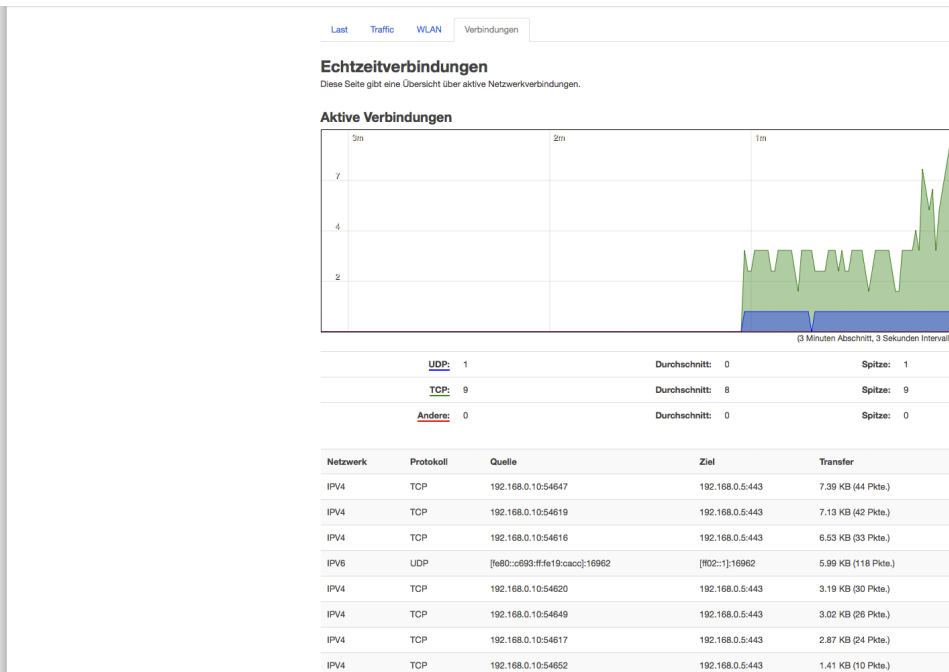 Last Traffic WLAN Verbindungen
Echtzeitverbindungen
Diese Seite gibt eine Übersicht über aktive Netzwerkverbindungen.
Aktive Verbindungen
3m 2m 1m
7
4
2
(3 Minuten Abschnitt, 3 Sekunden Intervall
UDP: 1 Durchschnitt: 0 Spitze: 1
TCP: 9 Durchschnitt: 8 Spitze: 9
Andere: 0 Durchschnitt: 0 Spitze: 0
Netzwerk Protokoll Quelle Ziel Transfer
IPV4 TCP 192.168.0.10:54647 192.168.0.5:443 7.39 KB (44 Pkte.)
IPV4 TCP 192.168.0.10:54619 192.168.0.5:443 7.13 KB (42 Pkte.)
IPV4 TCP 192.168.0.10:54616 192.168.0.5:443 6.53 KB (33 Pkte.)
IPV6 UDP [fe80::c693:ff:fe19:cacc]:16962 [ff02::1]:16962 5.99 KB (118 Pkte.)
IPV4 TCP 192.168.0.10:54620 192.168.0.5:443 3.19 KB (30 Pkte.)
IPV4 TCP 192.168.0.10:54649 192.168.0.5:443 3.02 KB (26 Pkte.)
IPV4 TCP 192.168.0.10:54617 192.168.0.5:443 2.87 KB (24 Pkte.)
IPV4 TCP 192.168.0.10:54652 192.168.0.5:443 1.41 KB (10 Pkte.)